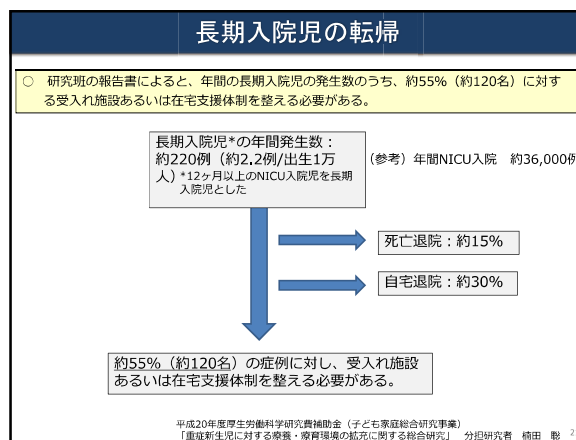 長期入院児の転帰
○ 研究班の報告書によると、年間の長期入院児の発生数のうち、約55%（約120名）に対す
る受入れ施設あるいは在宅支援体制を整える必要がある。
長期入院児*の年間発生数：
約220例（約2.2例/出生1万
人）*12ヶ月以上のNICU入院児を長期
入院児とした
（参考）年間NICU入院 約36,000例
死亡退院：約15%
自宅退院：約30%
約55%（約120名）の症例に対し、受入れ施設
あるいは在宅支援体制を整える必要がある。
平成20年度厚生労働科学研究費補助金（子ども家庭総合研究事業）
「重症新生児に対する療養・療育環境の拡充に関する総合研究」 分担研究者 楠田 聡
2